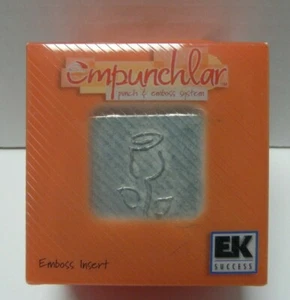 empunchlar
punch & emboss system
Emboss Insert
EK
SUCCESS